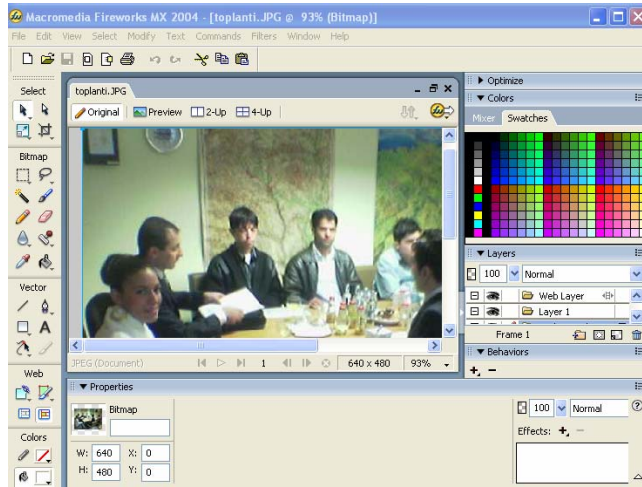 Macromedia Fireworks MX 2004 - [toplanti.JPG @ 93% (Bitmap)]
File Edit View Select Modify Text Commands Filters Window Help
Select
Bitmap
Vector
Web
Colors
toplanti.JPG
Original Preview 2-Up 4-Up
JPEG (Document) 1 640 x 480 93%
Optimize
Colors
Mixer Swatches
Layers
100 Normal
Web Layer
Layer 1
Frame 1
Behaviors
Properties
Bitmap
W: 640 X: 0
H: 480 Y: 0
100 Normal
Effects: